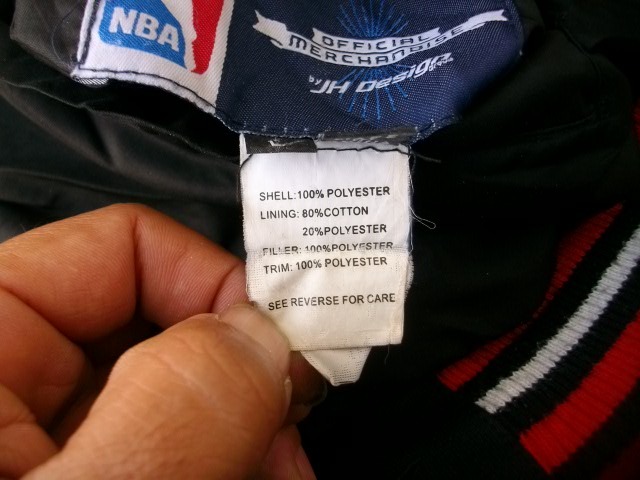 NBA
OFFICIAL
MERCHANDISE
by JH Design
SHELL: 100% POLYESTER
LINING: 80%COTTON
20%POLYESTER
FILLER: 100%POLYESTER
TRIM: 100% POLYESTER
SEE REVERSE FOR CARE